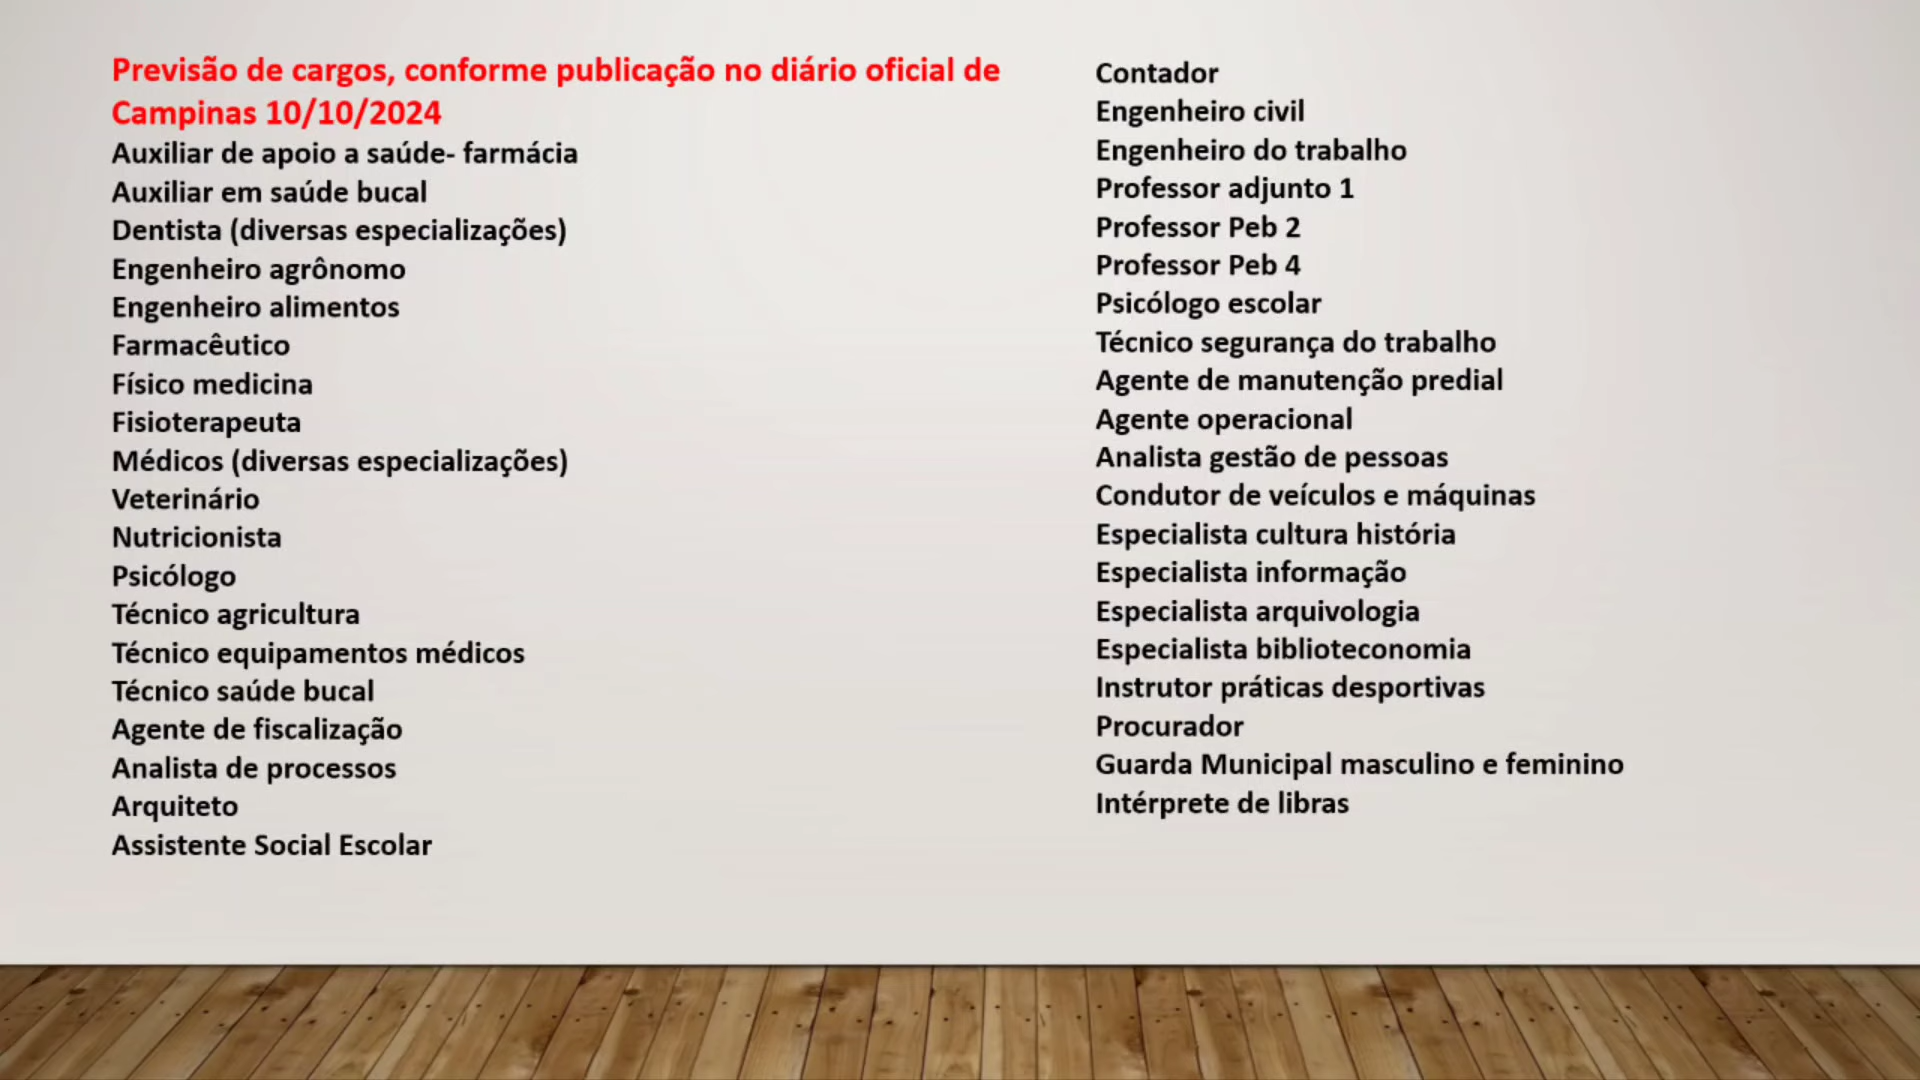 Previsão de cargos, conforme publicação no diário oficial de
Campinas 10/10/2024
Auxiliar de apoio a saúde- farmácia
Auxiliar em saúde bucal
Dentista (diversas especializações)
Engenheiro agrônomo
Engenheiro alimentos
Farmacêutico
Físico medicina
Fisioterapeuta
Médicos (diversas especializações)
Veterinário
Nutricionista
Psicólogo
Técnico agricultura
Técnico equipamentos médicos
Técnico saúde bucal
Agente de fiscalização
Analista de processos
Arquiteto
Assistente Social Escolar
Contador
Engenheiro civil
Engenheiro do trabalho
Professor adjunto 1
Professor Peb 2
Professor Peb 4
Psicólogo escolar
Técnico segurança do trabalho
Agente de manutenção predial
Agente operacional
Analista gestão de pessoas
Condutor de veículos e máquinas
Especialista cultura história
Especialista informação
Especialista arquivologia
Especialista biblioteconomia
Instrutor práticas desportivas
Procurador
Guarda Municipal masculino e feminino
Intérprete de libras